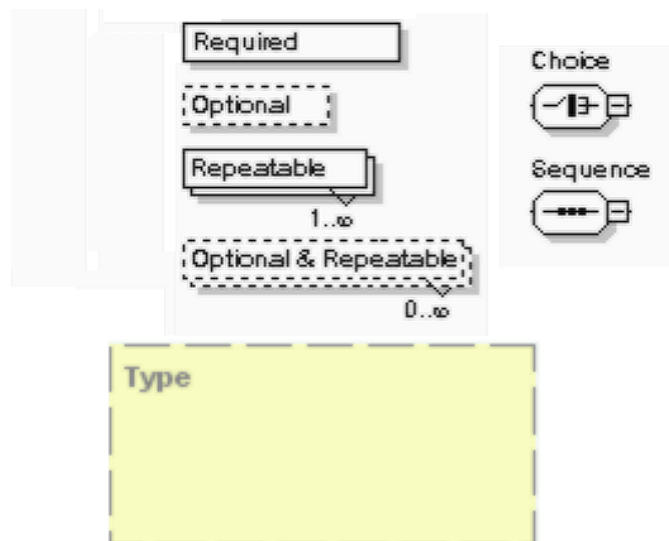 Required
Optional
Repeatable
1..∞
Optional & Repeatable
0..∞
Choice
Sequence
Type